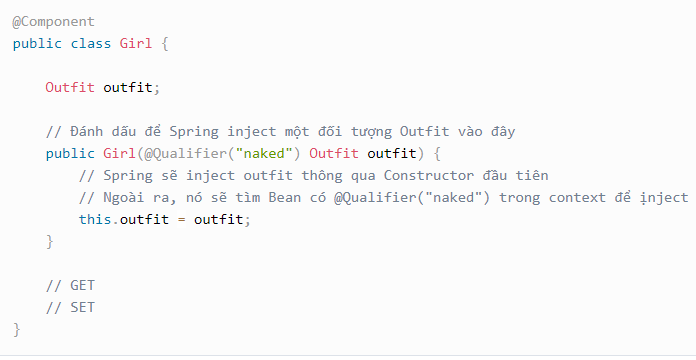 @Component
public class Girl {
Outfit outfit;
// Đánh dấu để Spring inject một đối tượng Outfit vào đây
public Girl(@Qualifier("naked") Outfit outfit) {
// Spring sẽ inject outfit thông qua Constructor đầu tiên
// Ngoài ra, nó sẽ tìm Bean có @Qualifier("naked") trong context để ịnject
this.outfit = outfit;
}
// GET
// SET
}